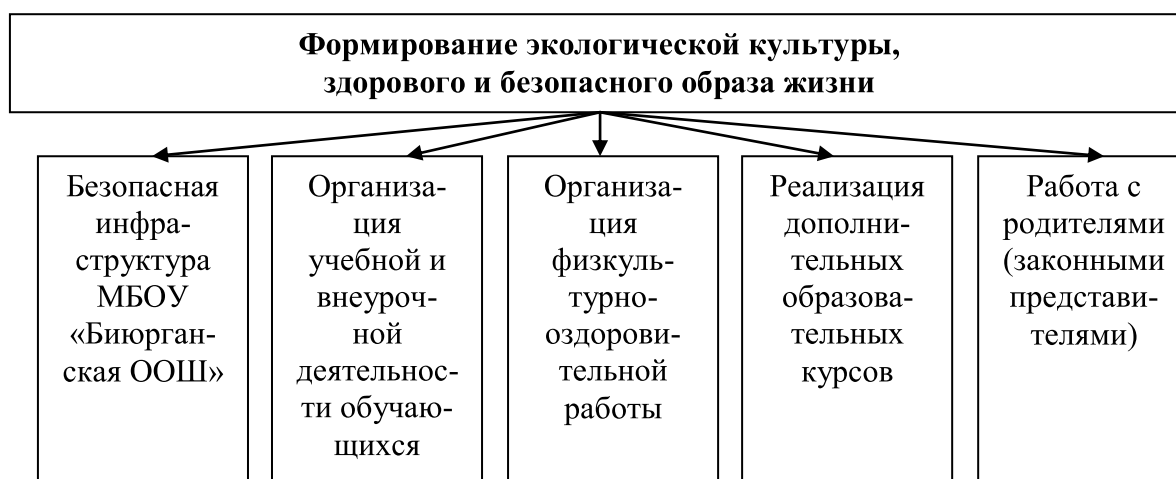 Формирование экологической культуры,
здорового и безопасного образа жизни
Безопасная
инфра-
структура
МБОУ
«Биюрган-
ская ООШ»
Организа-
ция
учебной и
внеуроч-
ной
деятельнос-
ти обучаю-
щихся
Организа-
ция
физкуль-
турно-
оздорови-
тельной
работы
Реализация
дополни-
тельных
образова-
тельных
курсов
Работа с
родителями
(законными
представи-
телями)